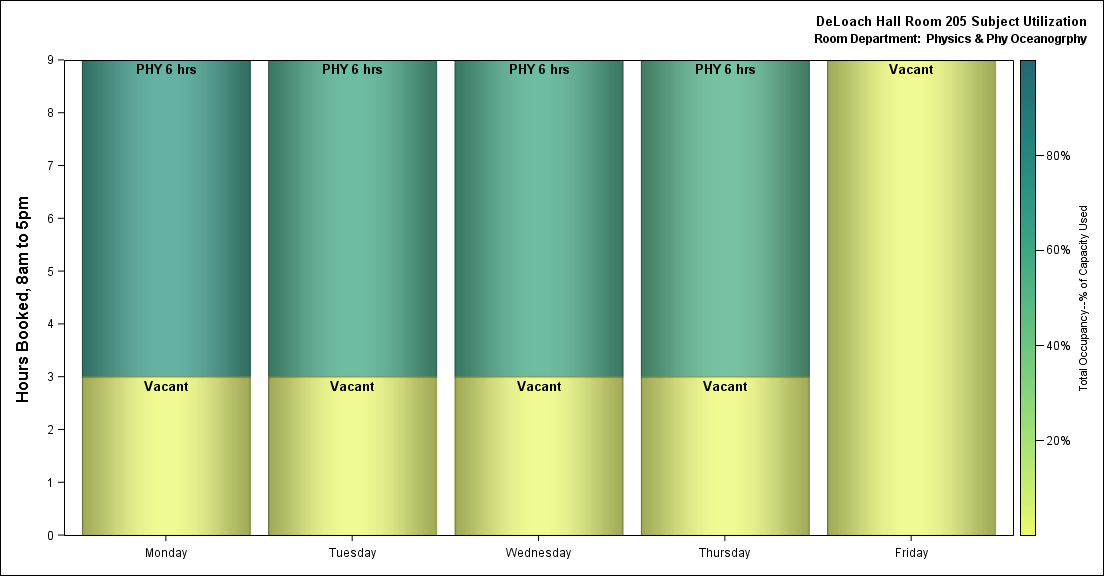 DeLoach Hall Room 205 Subject Utilization
Room Department: Physics & Phy Oceanogrphy
Hours Booked, 8am to 5pm
9
8
7
6
5
4
3
2
1
0
PHY 6 hrs
PHY 6 hrs
PHY 6 hrs
PHY 6 hrs
Vacant
Vacant
Vacant
Vacant
Vacant
Monday
Tuesday
Wednesday
Thursday
Friday
80%
60%
40%
20%
Total Occupancy--% of Capacity Used